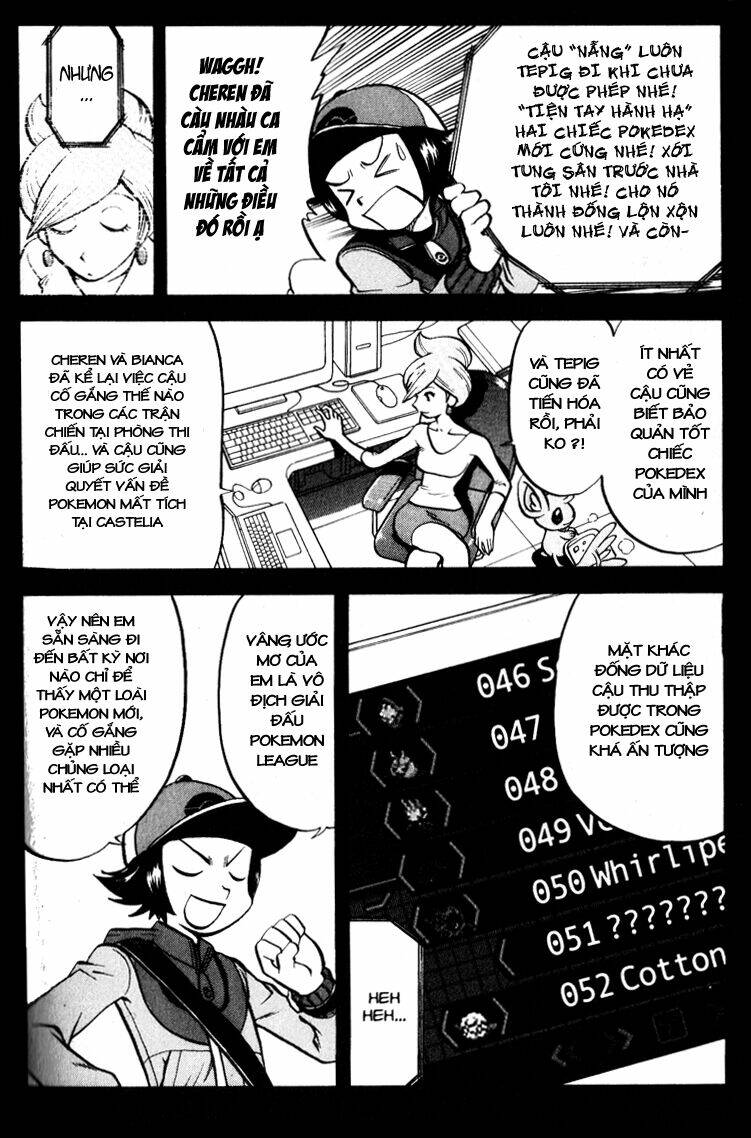 CẬU "NẴNG" LUÔN
TEPIG ĐI KHI CHƯA
ĐƯỢC PHÉP NHÉ!
"TIỆN TAY HÀNH HẠ"
HAI CHIẾC POKEDEX
MỚI CỨNG NHÉ! XỚI
TUNG SÂN TRƯỚC NHÀ
TÔI NHÉ! CHO NÓ
THÀNH ĐỐNG LỘN XỘN
LUÔN NHÉ! VÀ CÒN-
WAGGH!
CHEREN ĐÃ
CÀU NHÀU CA
CẨM VỚI EM
VỀ TẤT CẢ
NHỮNG ĐIỀU
ĐÓ RỒI Ạ
NHƯNG
...
ÍT NHẤT
CÓ VẺ
CẬU CŨNG
BIẾT BẢO
QUẢN TỐT
CHIẾC
POKEDEX
CỦA MÌNH
VÀ TEPIG
CŨNG ĐÃ
TIẾN HÓA
RỒI, PHẢI
KO ?!
CHEREN VÀ BIANCA
ĐÃ KỂ LẠI VIỆC CẬU
CỐ GẮNG THẾ NÀO
TRONG CÁC TRẬN
CHIẾN TẠI PHÒNG THI
ĐẤU.. VÀ CẬU CŨNG
GIÚP SỨC GIẢI
QUYẾT VẤN ĐỀ
POKEMON MẤT TÍCH
TẠI CASTELIA
MẶT KHÁC
ĐỐNG DỮ LIỆU
CẬU THU THẬP
ĐƯỢC TRONG
POKEDEX CŨNG
KHÁ ẤN TƯỢNG
046 S
047
048
049 V
050 Whirlipe
051 ???????
052 Cotton
HEH
HEH...
VÂNG, ƯỚC
MƠ CỦA
EM LÀ VÔ
ĐỊCH GIẢI
ĐẤU
POKEMON
LEAGUE
VẬY NÊN EM
SẴN SÀNG ĐI
ĐẾN BẤT KỲ NƠI
NÀO CHỈ ĐỂ
THẤY MỘT LOÀI
POKEMON MỚI,
VÀ CỐ GẮNG
GẶP NHIỀU
CHỦNG LOẠI
NHẤT CÓ THỂ